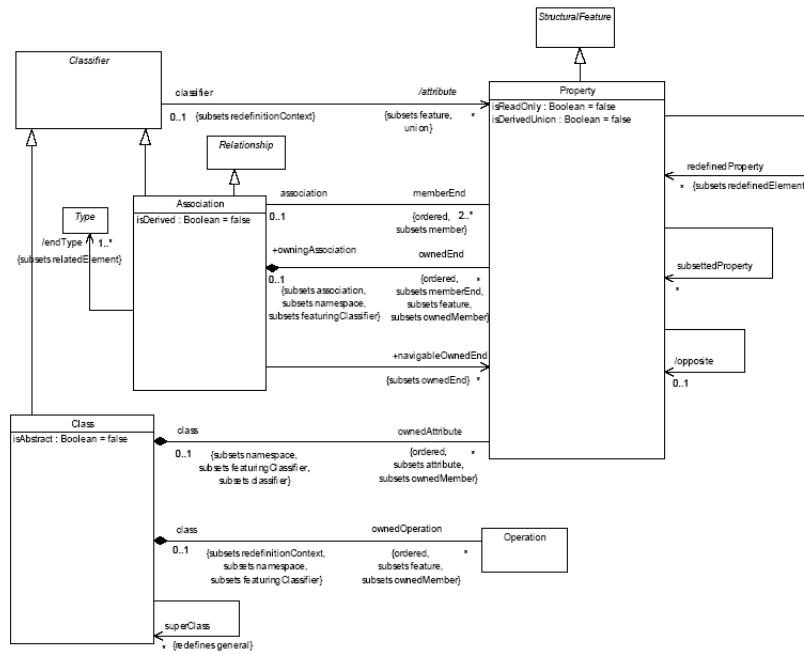 StructuralFeature
Classifier
Property
isReadOnly : Boolean = false
isDerivedUnion : Boolean = false
classifier
/attribute
0..1
{subsets redefinitionContext}
{subsets feature,
union}
*
Relationship
redefinedProperty
*
{subsets redefinedElement
Association
isDerived : Boolean = false
association
memberEnd
0..1
{ordered,
subsets member}
2..*
Type
/endType
1..*
{subsets relatedElement}
+owningAssociation
ownedEnd
0..1
{subsets association,
subsets namespace,
subsets featuringClassifier}
{ordered,
subsets memberEnd,
subsets feature,
subsets ownedMember}
*
subsettedProperty
*
+navigableOwnedEnd
{subsets ownedEnd}
*
/opposite
0..1
Class
isAbstract : Boolean = false
class
ownedAttribute
0..1
{subsets namespace,
subsets featuringClassifier,
subsets classifier}
{ordered,
subsets attribute,
subsets ownedMember}
*
class
ownedOperation
0..1
{subsets redefinitionContext,
subsets namespace,
subsets featuringClassifier}
{ordered,
subsets feature,
subsets ownedMember}
*
Operation
superClass
*
{redefines general}